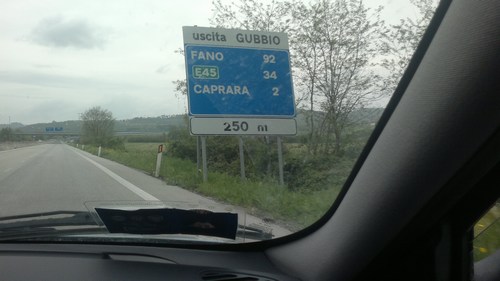 uscita GUBBIO
FANO 92
E45 34
CAPRARA 2
250 m